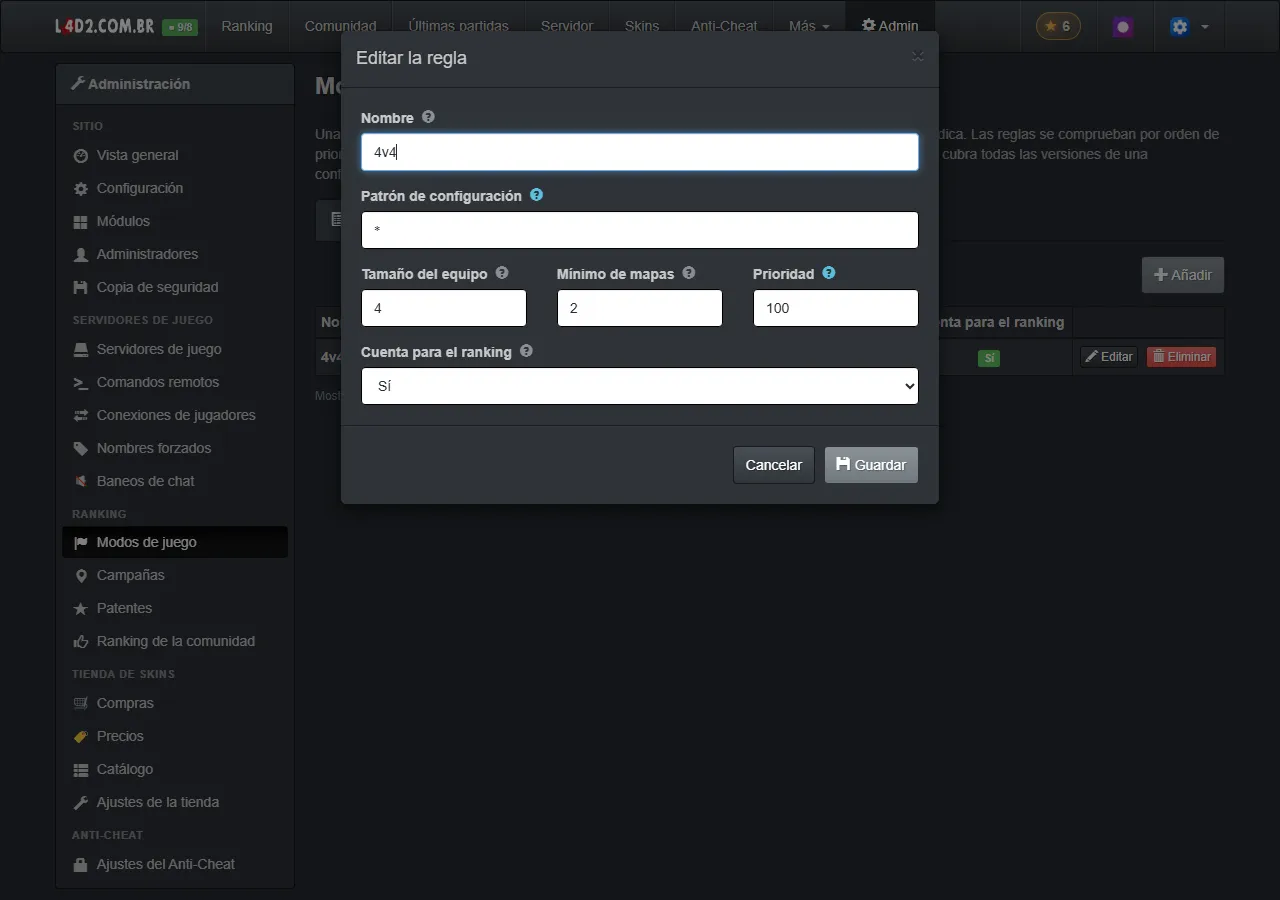 L4D2.COM.BR
9/8
Ranking
Comunidad
Últimas partidas
Servidor
Skins
Anti-Cheat
Más
Admin
6
Administración
SITIO
Vista general
Configuración
Módulos
Administradores
Copia de seguridad
SERVIDORES DE JUEGO
Servidores de juego
Comandos remotos
Conexiones de jugadores
Nombres forzados
Baneos de chat
RANKING
Modos de juego
Campañas
Patentes
Ranking de la comunidad
TIENDA DE SKINS
Compras
Precios
Catálogo
Ajustes de la tienda
ANTI-CHEAT
Ajustes del Anti-Cheat
Editar la regla
Nombre
4v4
Patrón de configuración
*
Tamaño del equipo
Mínimo de mapas
Prioridad
4
2
100
Cuenta para el ranking
Sí
Cancelar
Guardar
Las reglas se comprueban por orden de
cubra todas las versiones de una
Añadir
para el ranking
4v4
Sí
Editar
Eliminar